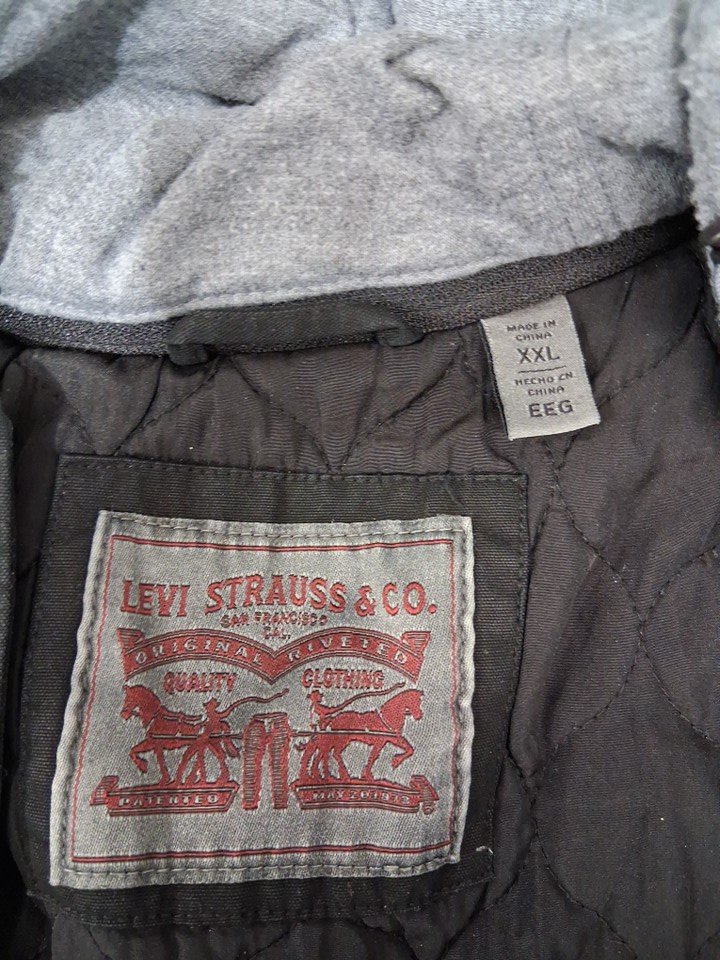 MADE IN
CHINA
XXL
HECHO EN
CHINA
EEG
LEVI STRAUSS & CO.
SAN FRANCISCO
CAL.
ORIGINAL RIVETED
QUALITY CLOTHING
PATENTED MAY 20 1873